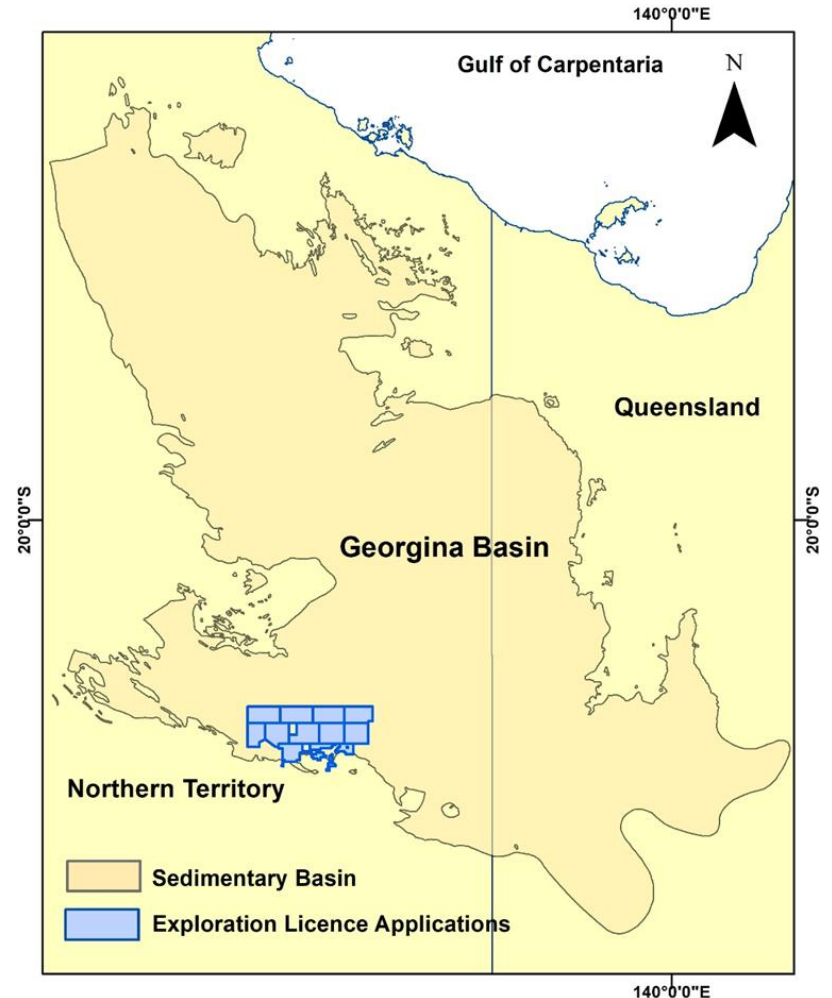 140°0'0"E
Gulf of Carpentaria
N
Queensland
20°0'0"S
20°0'0"S
Georgina Basin
Northern Territory
Sedimentary Basin
Exploration Licence Applications
140°0'0"E